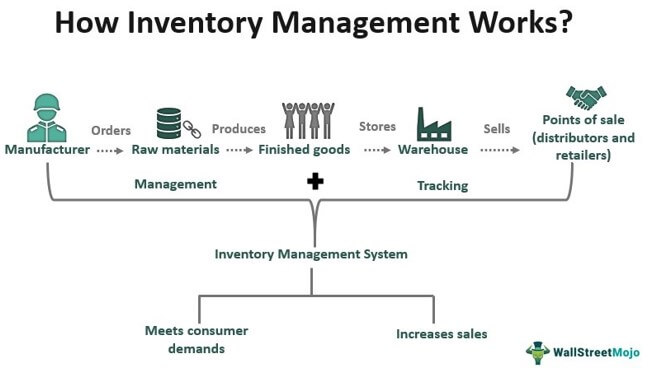 How Inventory Management Works?
Orders
Produces
Stores
Sells
Manufacturer
Raw materials
Finished goods
Warehouse
Points of sale
(distributors and
retailers)
Management
+
Tracking
Inventory Management System
Meets consumer
demands
Increases sales
WallStreetMojo